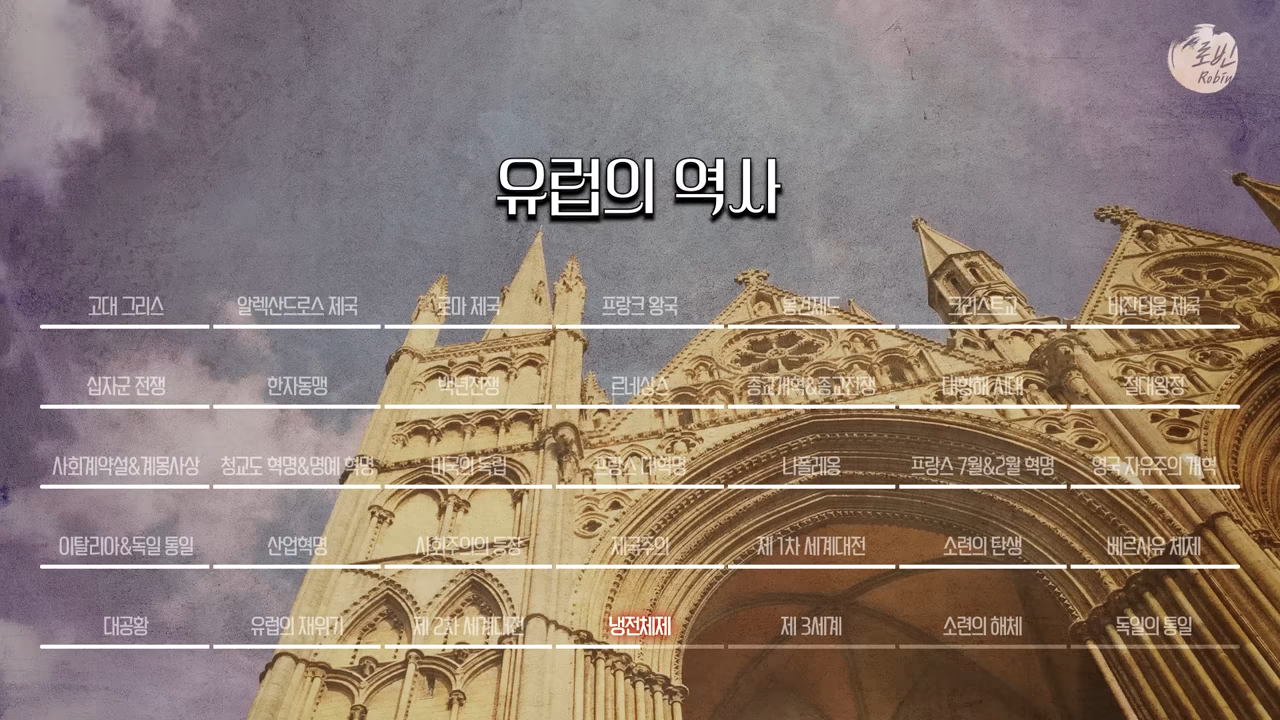 로빈
Robin
유럽의 역사
고대 그리스 알렉산드로스 제국 로마 제국 프랑크 왕국 봉건제도 크리스트교 비잔티움 제국
십자군 전쟁 한자동맹 백년전쟁 르네상스 종교개혁&종교전쟁 대항해 시대 절대왕정
사회계약설&계몽사상 청교도 혁명&명예 혁명 미국의 독립 프랑스 대혁명 나폴레옹 프랑스 7월&2월 혁명 영국 자유주의 개혁
이탈리아&독일 통일 산업혁명 사회주의의 등장 제국주의 제 1차 세계대전 소련의 탄생 베르사유 체제
대공황 유럽의 재위기 제 2차 세계대전 냉전체제 제 3세계 소련의 해체 독일의 통일